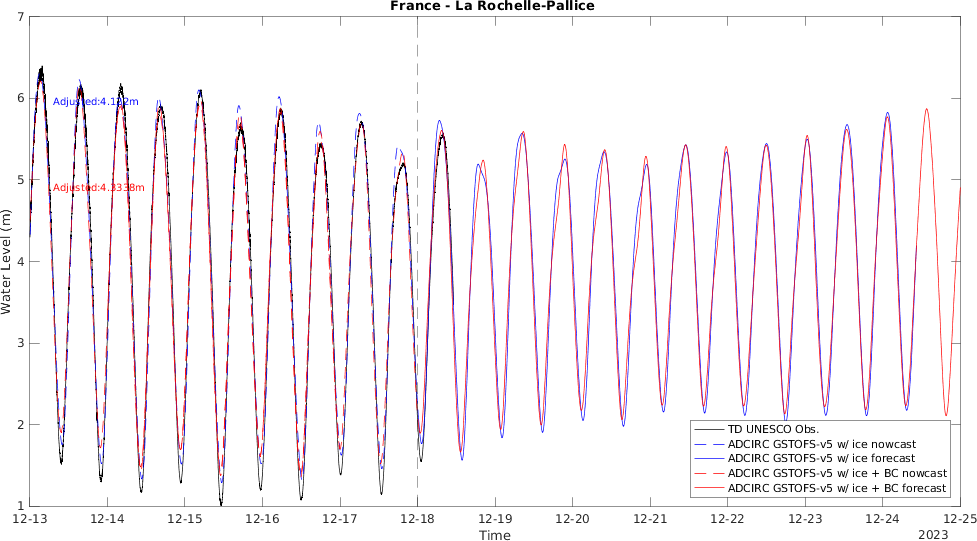 France - La Rochelle-Pallice
7
6
5
4
3
2
1
Water Level (m)
Adjusted:4.122m
Adjusted:4.3338m
TD UNESCO Obs.
ADCIRC GSTOFS-v5 w/ ice nowcast
ADCIRC GSTOFS-v5 w/ ice forecast
ADCIRC GSTOFS-v5 w/ ice + BC nowcast
ADCIRC GSTOFS-v5 w/ ice + BC forecast
12-13 12-14 12-15 12-16 12-17 12-18 12-19 12-20 12-21 12-22 12-23 12-24 12-25
Time
2023